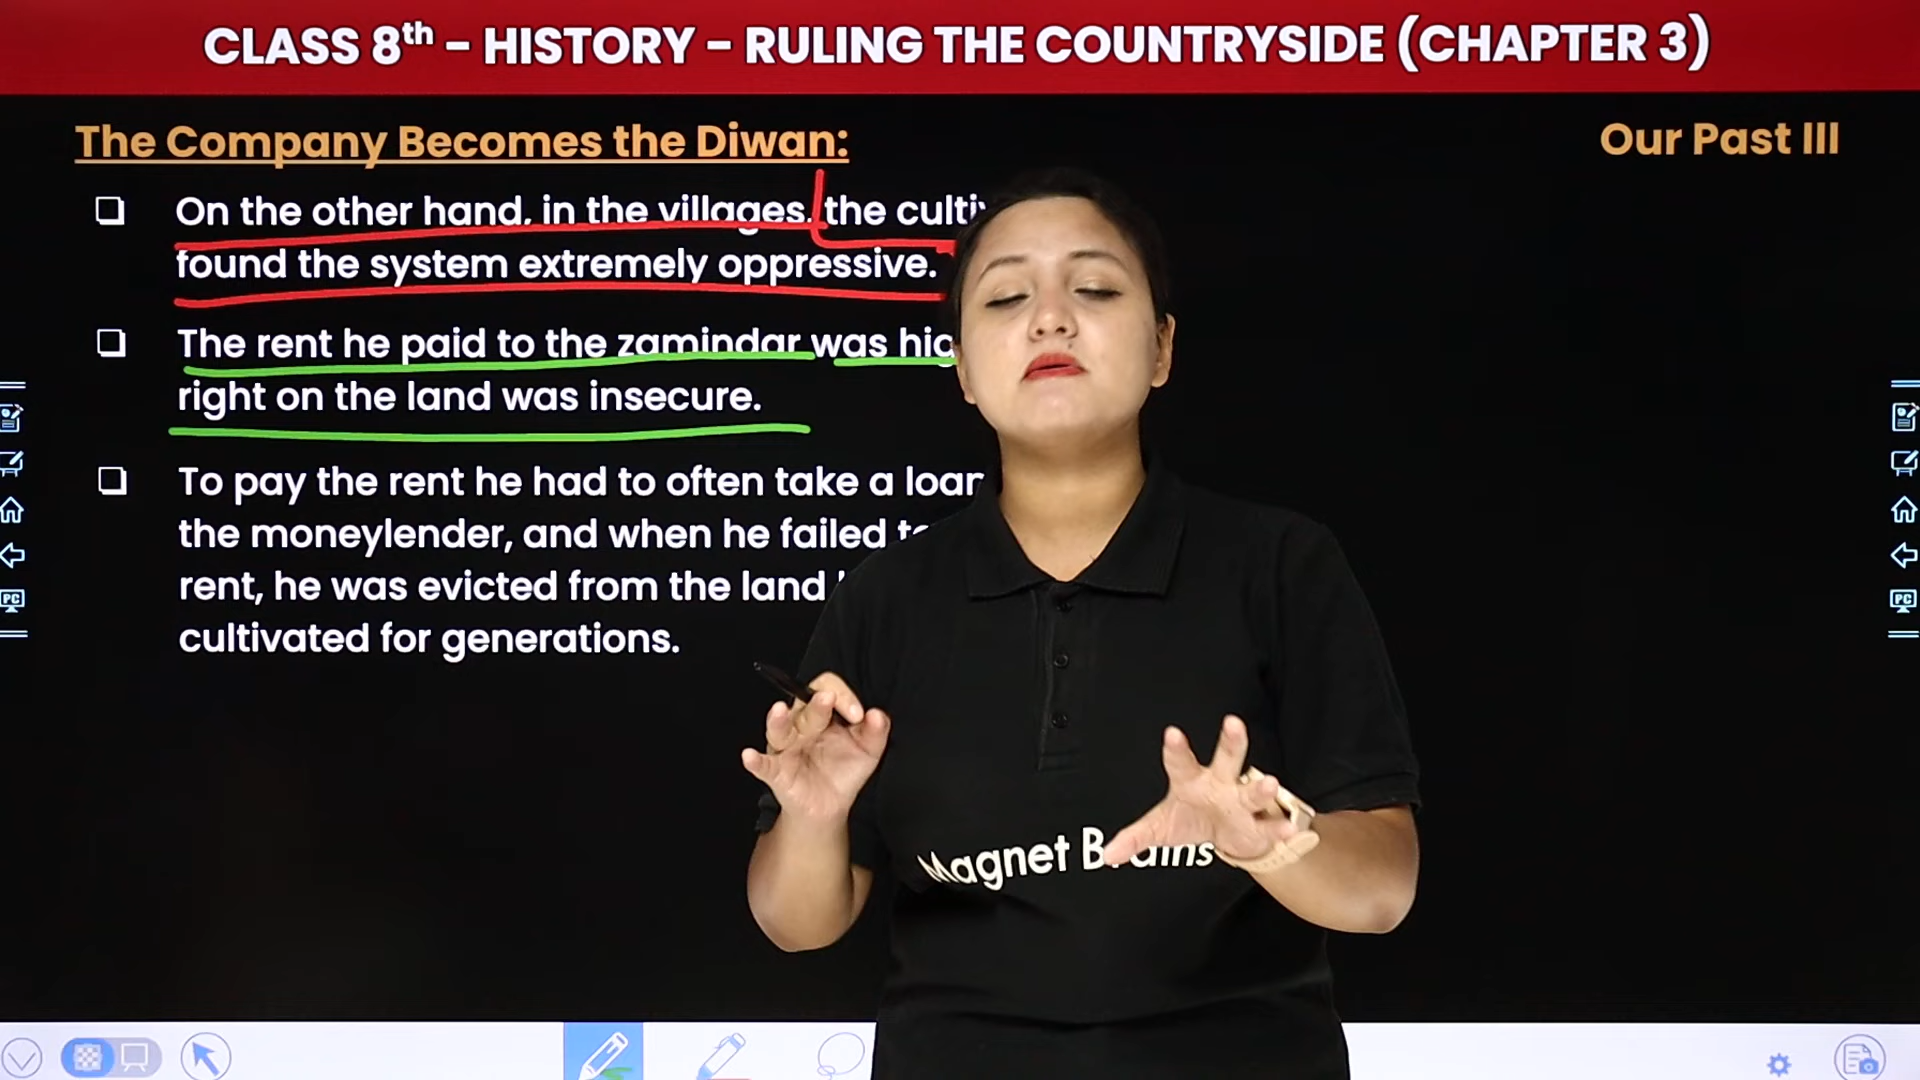 CLASS 8th – HISTORY – RULING THE COUNTRYSIDE (CHAPTER 3)
The Company Becomes the Diwan:
Our Past III
On the other hand, in the villages, the
found the system extremely oppressive.
The rent he paid to the zamindar was
right on the land was insecure.
To pay the rent he had to often take a
the moneylender, and when he failed
rent, he was evicted from the land
cultivated for generations.
Magnet
PC
PC